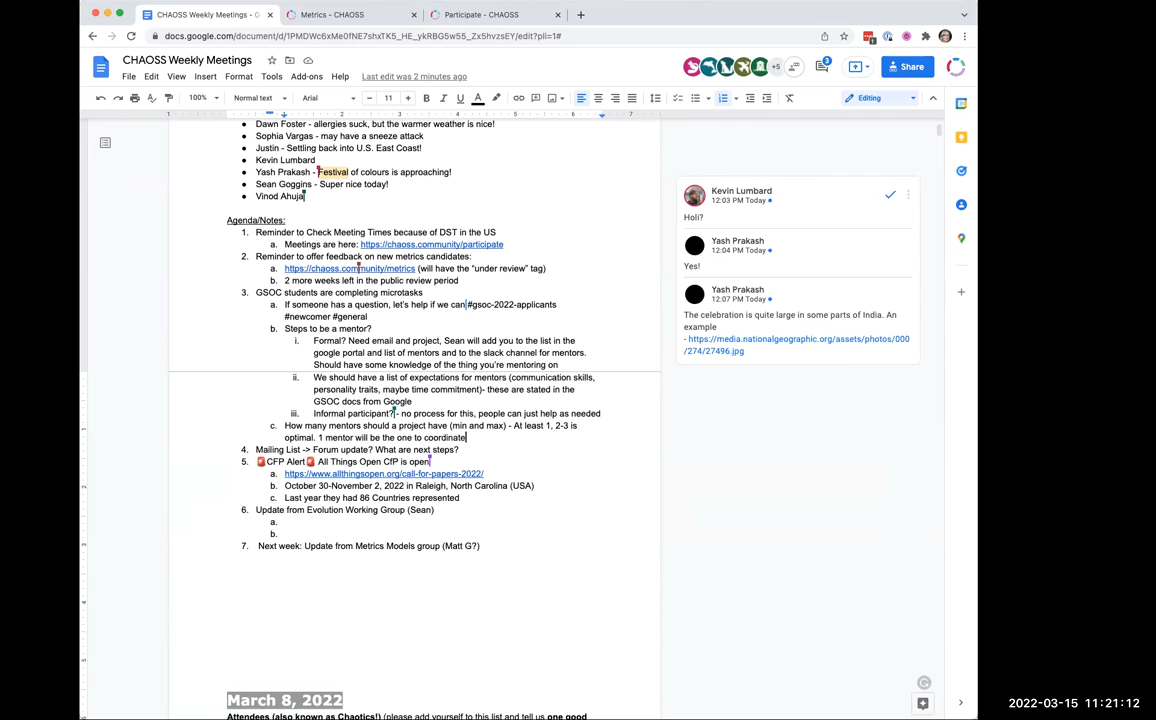 CHAOSS Weekly Meetings - G
Metrics - CHAOSS
Participate - CHAOSS
docs.google.com/document/d/1PMDWc6xMe0fNE7shxTK5_HE_ykRBG5w55_Zx5hvzsEY/edit?pli=1#
1
CHAOSS Weekly Meetings
+5
3
Share
File Edit View Insert Format Tools Add-ons Help Last edit was 2 minutes ago
100% Normal text Arial 11 B I U A Editing
1 1 2 3 4 5 6 7
• Dawn Foster - allergies suck, but the warmer weather is nice!
• Sophia Vargas - may have a sneeze attack
• Justin - Settling back into U.S. East Coast!
• Kevin Lumbard
• Yash Prakash - Festival of colours is approaching!
• Sean Goggins - Super nice today!
• Vinod Ahuja
Agenda/Notes:
1. Reminder to Check Meeting Times because of DST in the US
a. Meetings are here: https://chaoss.community/participate
2. Reminder to offer feedback on new metrics candidates:
a. https://chaoss.community/metrics (will have the “under review” tag)
b. 2 more weeks left in the public review period
3. GSOC students are completing microtasks
a. If someone has a question, let’s help if we can #gsoc-2022-applicants
#newcomer #general
b. Steps to be a mentor?
i. Formal? Need email and project, Sean will add you to the list in the
google portal and list of mentors and to the slack channel for mentors.
Should have some knowledge of the thing you’re mentoring on
ii. We should have a list of expectations for mentors (communication skills,
personality traits, maybe time commitment)- these are stated in the
GSOC docs from Google
iii. Informal participant? - no process for this, people can just help as needed
c. How many mentors should a project have (min and max) - At least 1, 2-3 is
optimal. 1 mentor will be the one to coordinate
4. Mailing List -> Forum update? What are next steps?
5. 🚨CFP Alert🚨 All Things Open CfP is open
a. https://www.allthingsopen.org/call-for-papers-2022/
b. October 30-November 2, 2022 in Raleigh, North Carolina (USA)
c. Last year they had 86 Countries represented
6. Update from Evolution Working Group (Sean)
a.
b.
7. Next week: Update from Metrics Models group (Matt G?)
March 8, 2022
Attendees (also known as Chaotics!) (please add yourself to this list and tell us one good
Kevin Lumbard
12:03 PM Today
Holi?
Yash Prakash
12:04 PM Today
Yes!
Yash Prakash
12:07 PM Today
The celebration is quite large in some parts of India. An
example
- https://media.nationalgeographic.org/assets/photos/000
/274/27496.jpg
1
2
3
4
5
2022-03-15 11:21:12